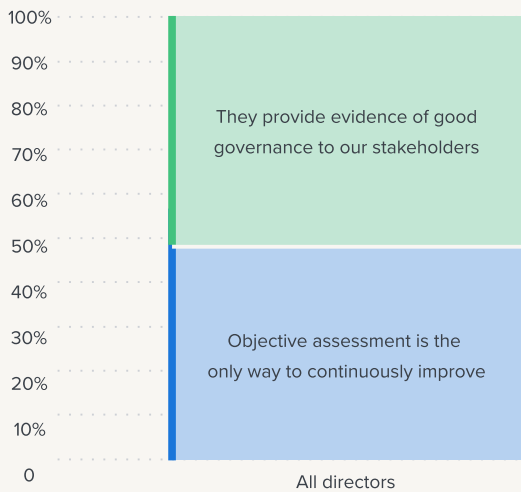 100%
90%
80%
70%
60%
50%
40%
30%
20%
10%
0
They provide evidence of good
governance to our stakeholders
Objective assessment is the
only way to continuously improve
All directors